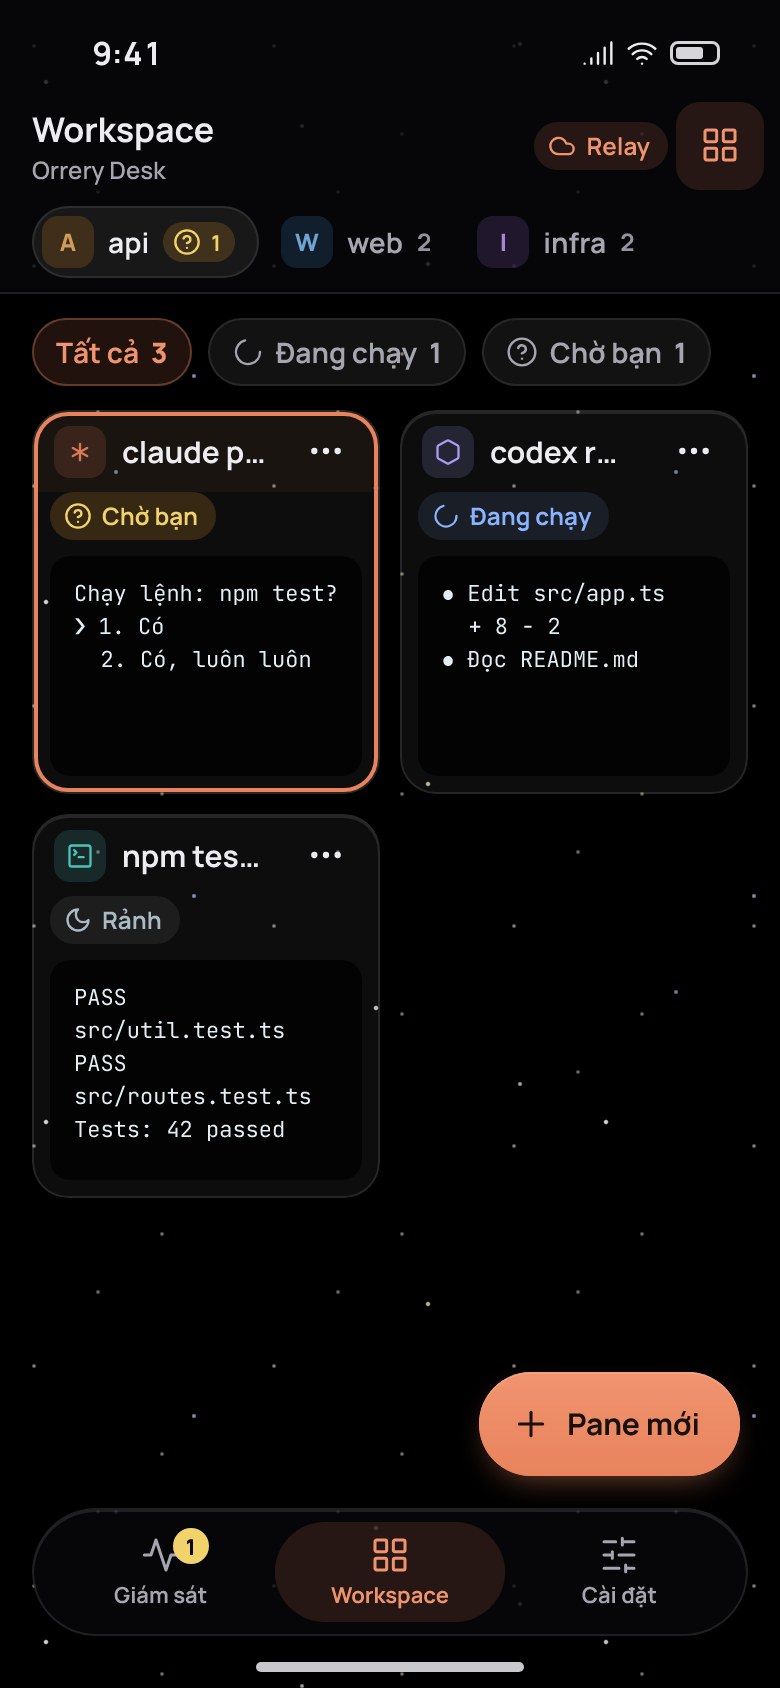 9:41
Workspace
Orrery Desk
Relay
A api 1
W web 2
I infra 2
Tất cả 3
Đang chạy 1
Chờ bạn 1
claude p...
Chờ bạn
Chạy lệnh: npm test?
❯ 1. Có
2. Có, luôn luôn
codex r...
Đang chạy
● Edit src/app.ts
+ 8 - 2
● Đọc README.md
npm tes...
Rảnh
PASS
src/util.test.ts
PASS
src/routes.test.ts
Tests: 42 passed
Pane mới
1
Giám sát
Workspace
Cài đặt